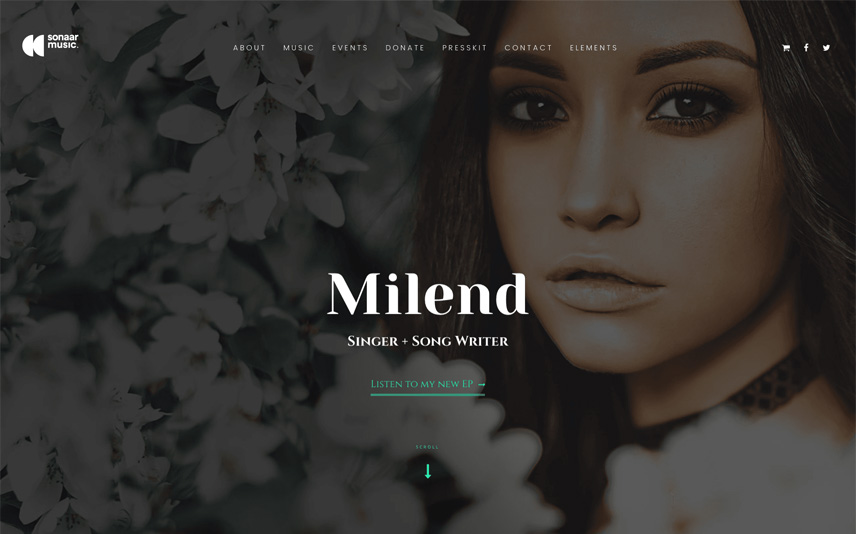 sonaar
music.
ABOUT MUSIC EVENTS DONATE PRESSKIT CONTACT ELEMENTS
Milend
Singer + Song Writer
Listen to my new EP
SCROLL